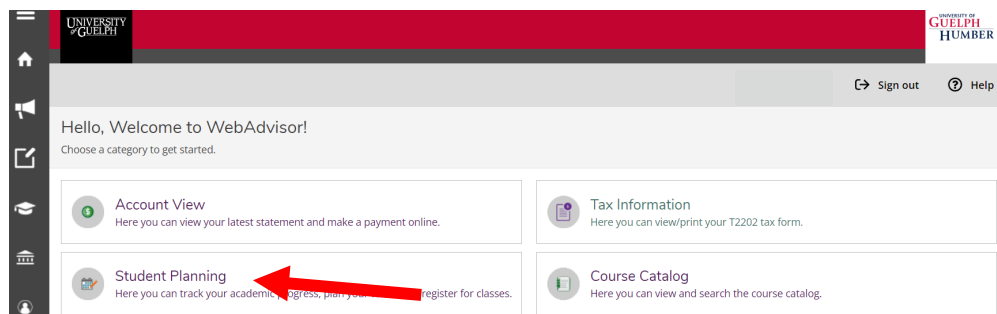 UNIVERSITY
of GUELPH
UNIVERSITY OF
GUELPH
HUMBER
Sign out
Help
Hello, Welcome to WebAdvisor!
Choose a category to get started.
Account View
Here you can view your latest statement and make a payment online.
Tax Information
Here you can view/print your T2202 tax form.
Student Planning
Here you can track your academic progress, plan your register for classes.
Course Catalog
Here you can view and search the course catalog.